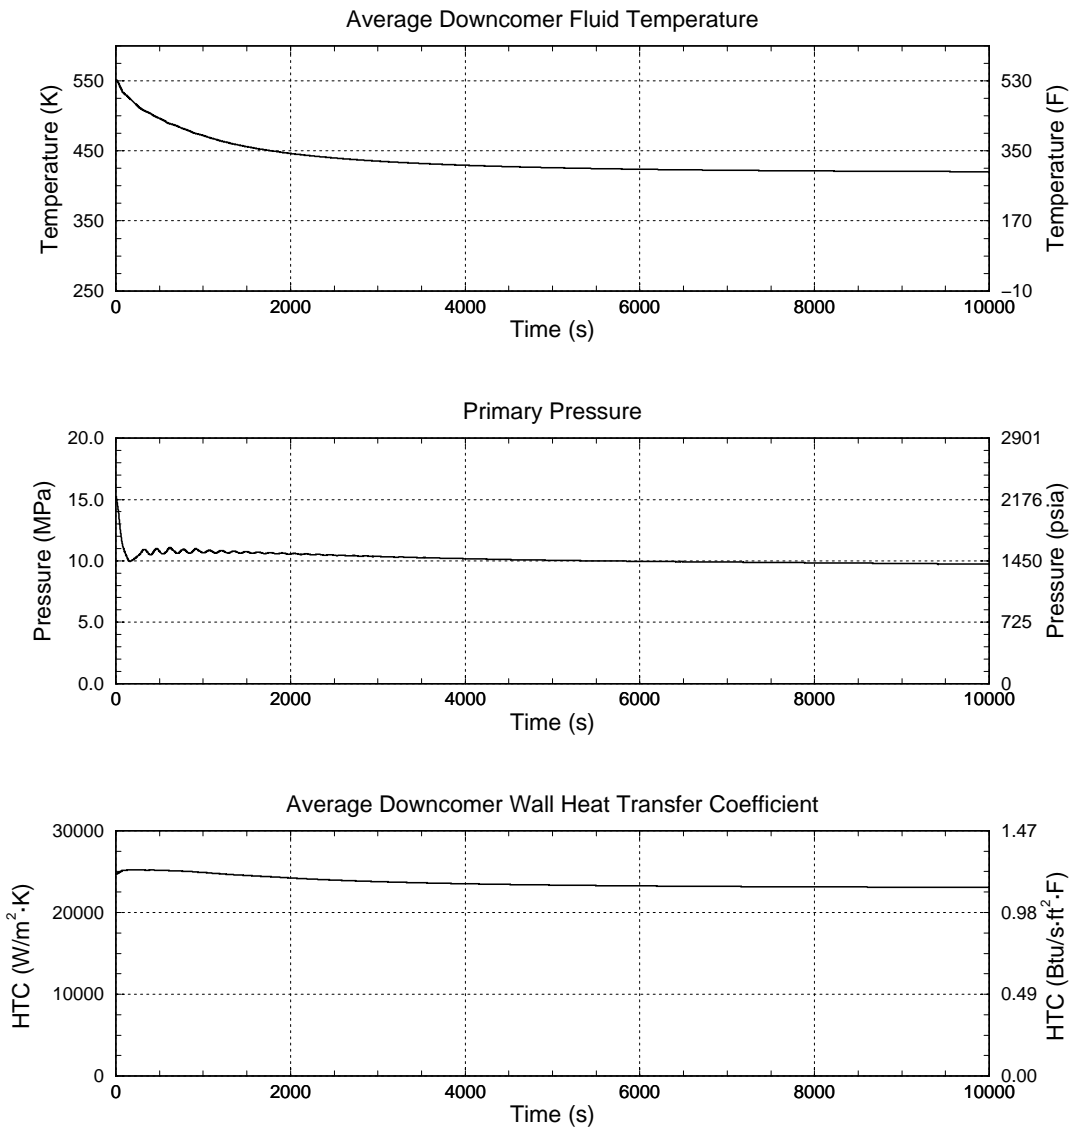 Average Downcomer Fluid Temperature
Temperature (K)
550
450
350
250
530
350
170
−10
Temperature (F)
0 2000 4000 6000 8000 10000
Time (s)
Primary Pressure
Pressure (MPa)
20.0
15.0
10.0
5.0
0.0
2901
2176
1450
725
0
Pressure (psia)
0 2000 4000 6000 8000 10000
Time (s)
Average Downcomer Wall Heat Transfer Coefficient
HTC (W/m²·K)
30000
20000
10000
0
1.47
0.98
0.49
0.00
HTC (Btu/s·ft²·F)
0 2000 4000 6000 8000 10000
Time (s)